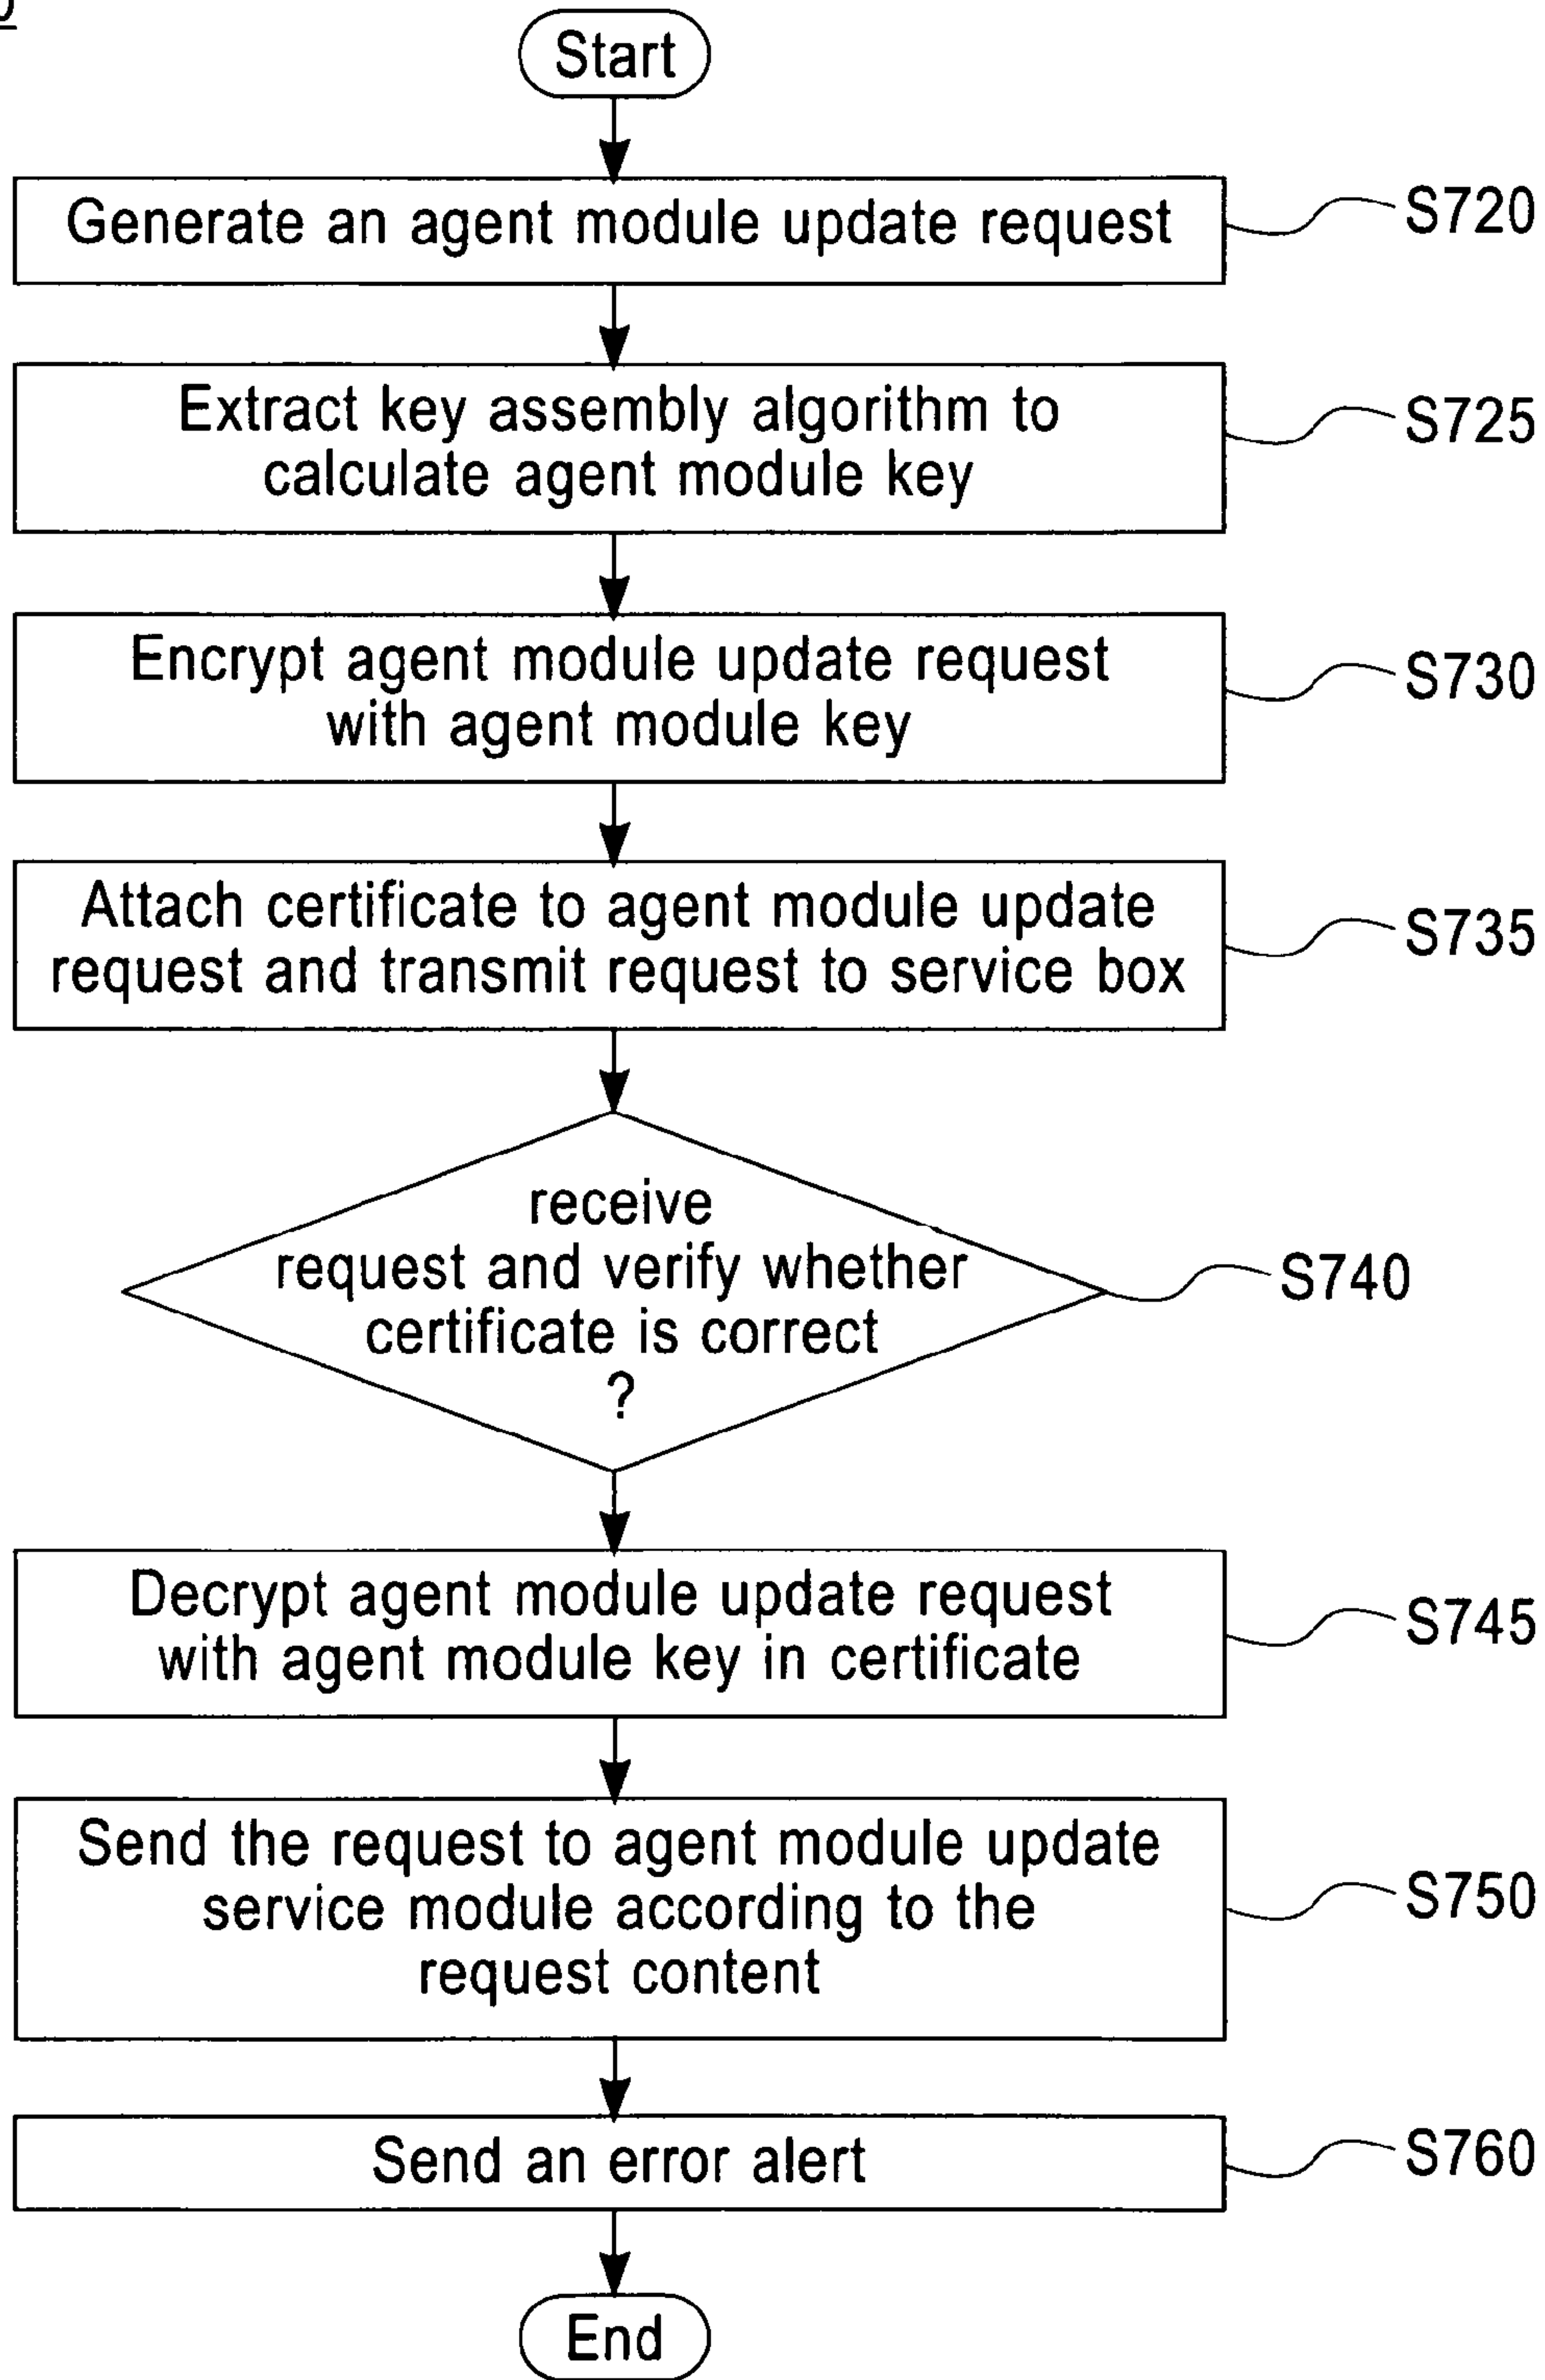 Start
Generate an agent module update request
S720
Extract key assembly algorithm to
calculate agent module key
S725
Encrypt agent module update request
with agent module key
S730
Attach certificate to agent module update
request and transmit request to service box
S735
receive
request and verify whether
certificate is correct
?
S740
Decrypt agent module update request
with agent module key in certificate
S745
Send the request to agent module update
service module according to the
request content
S750
Send an error alert
S760
End